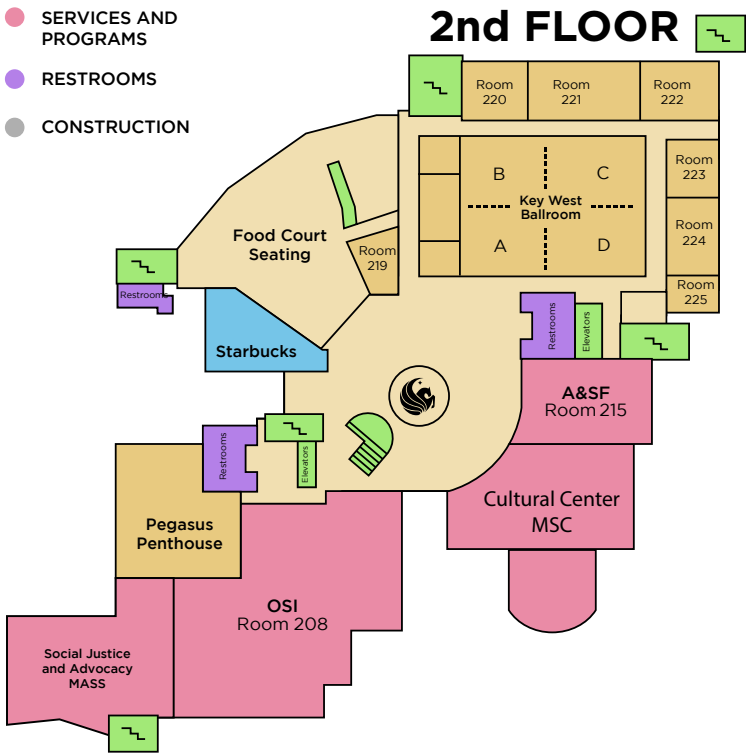 SERVICES AND
PROGRAMS
RESTROOMS
CONSTRUCTION
2nd FLOOR
Room
220
Room
221
Room
222
Room
223
Room
224
Room
225
B
C
Key West
Ballroom
A
D
Food Court
Seating
Room
219
Restrooms
Starbucks
Restrooms
Elevators
A&SF
Room 215
Restrooms
Elevators
Cultural Center
MSC
Pegasus
Penthouse
OSI
Room 208
Social Justice
and Advocacy
MASS